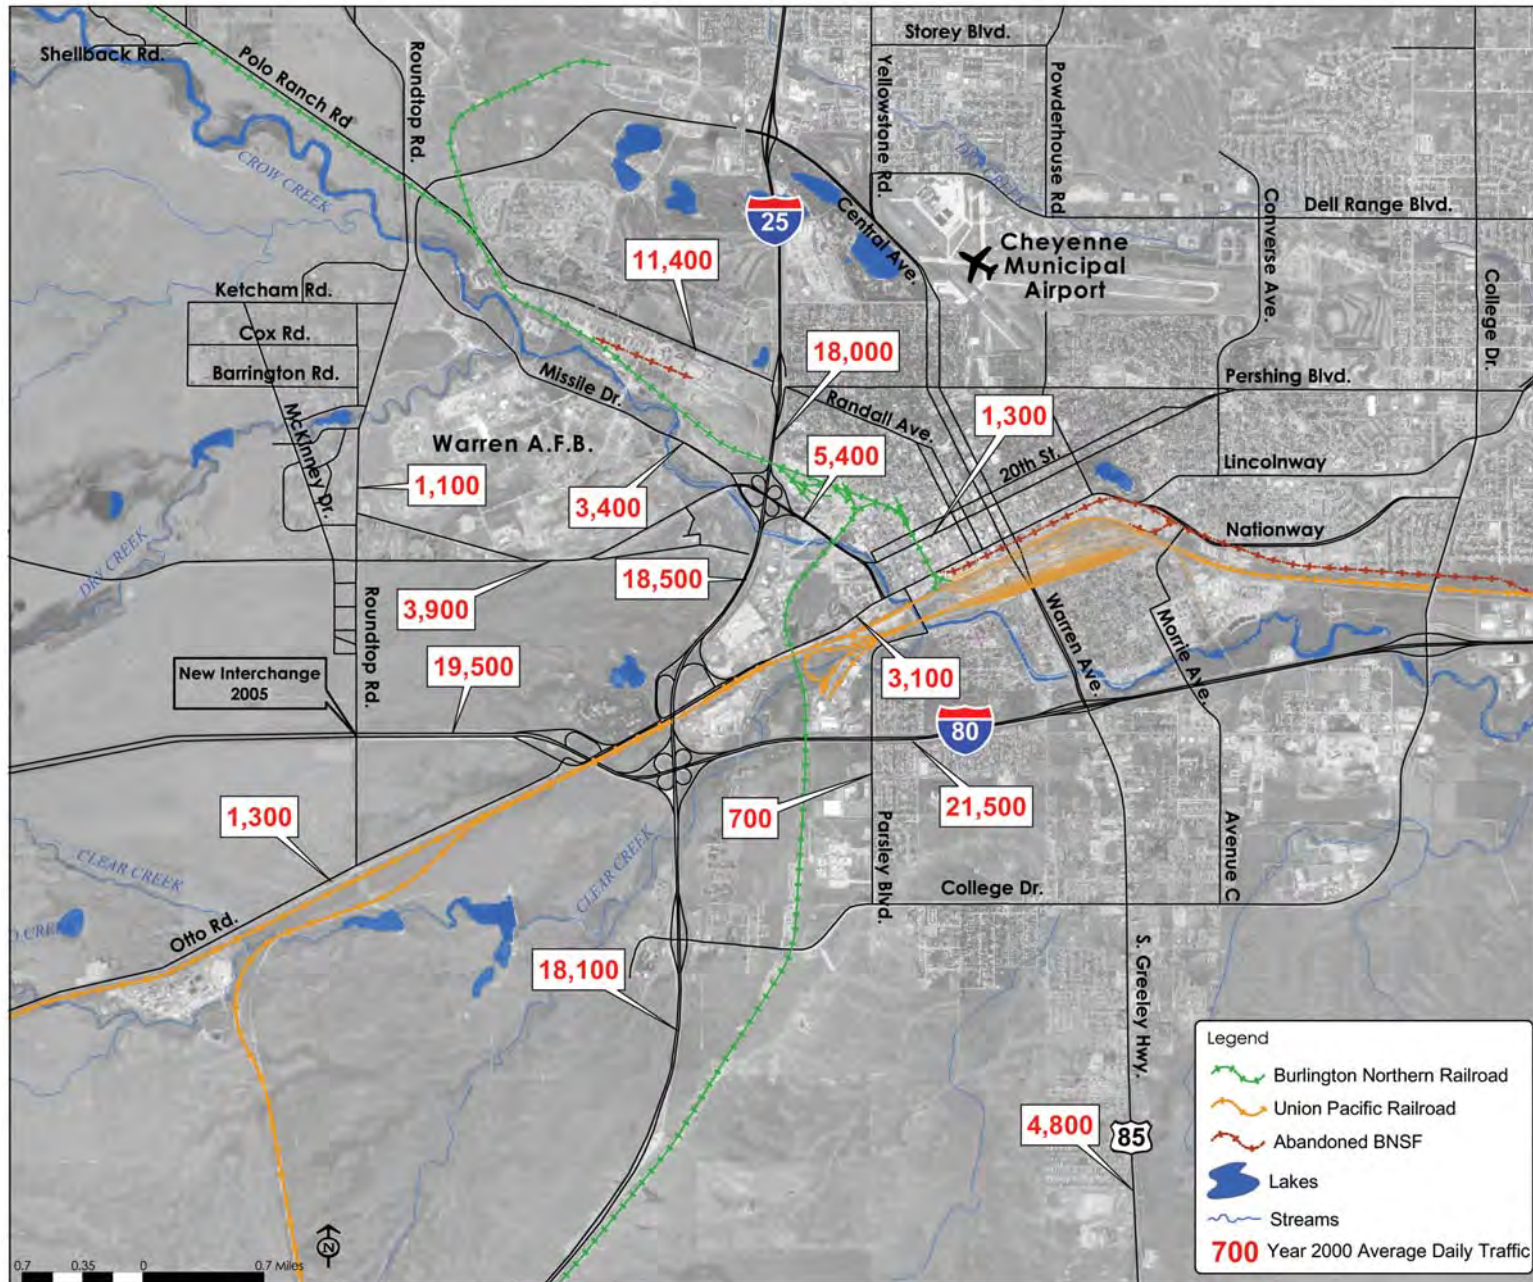 Storey Blvd.
Shellback Rd.
Polo Ranch Rd
Roundtop Rd.
Yellowstone Rd.
Powderhouse Rd
CROW CREEK
DRY CREEK
25
Central Ave.
Converse Ave.
Dell Range Blvd.
Cheyenne
Municipal
Airport
11,400
College Dr.
Ketcham Rd.
Cox Rd.
Barrington Rd.
18,000
Missile Dr.
Pershing Blvd.
Randall Ave.
1,300
McKinney Dr.
Warren A.F.B.
5,400
20th St.
Lincolnway
1,100
3,400
Nationway
DRY CREEK
18,500
3,900
Roundtop Rd.
Warren Ave.
Morrie Ave.
New Interchange
2005
19,500
3,100
80
1,300
700
21,500
Parsley Blvd.
Avenue C
CLEAR CREEK
CLEAR CREEK
College Dr.
Otto Rd.
18,100
S. Greeley Hwy.
4,800
85
Legend
Burlington Northern Railroad
Union Pacific Railroad
Abandoned BNSF
Lakes
Streams
700 Year 2000 Average Daily Traffic
N
0.7 0.35 0 0.7 Miles